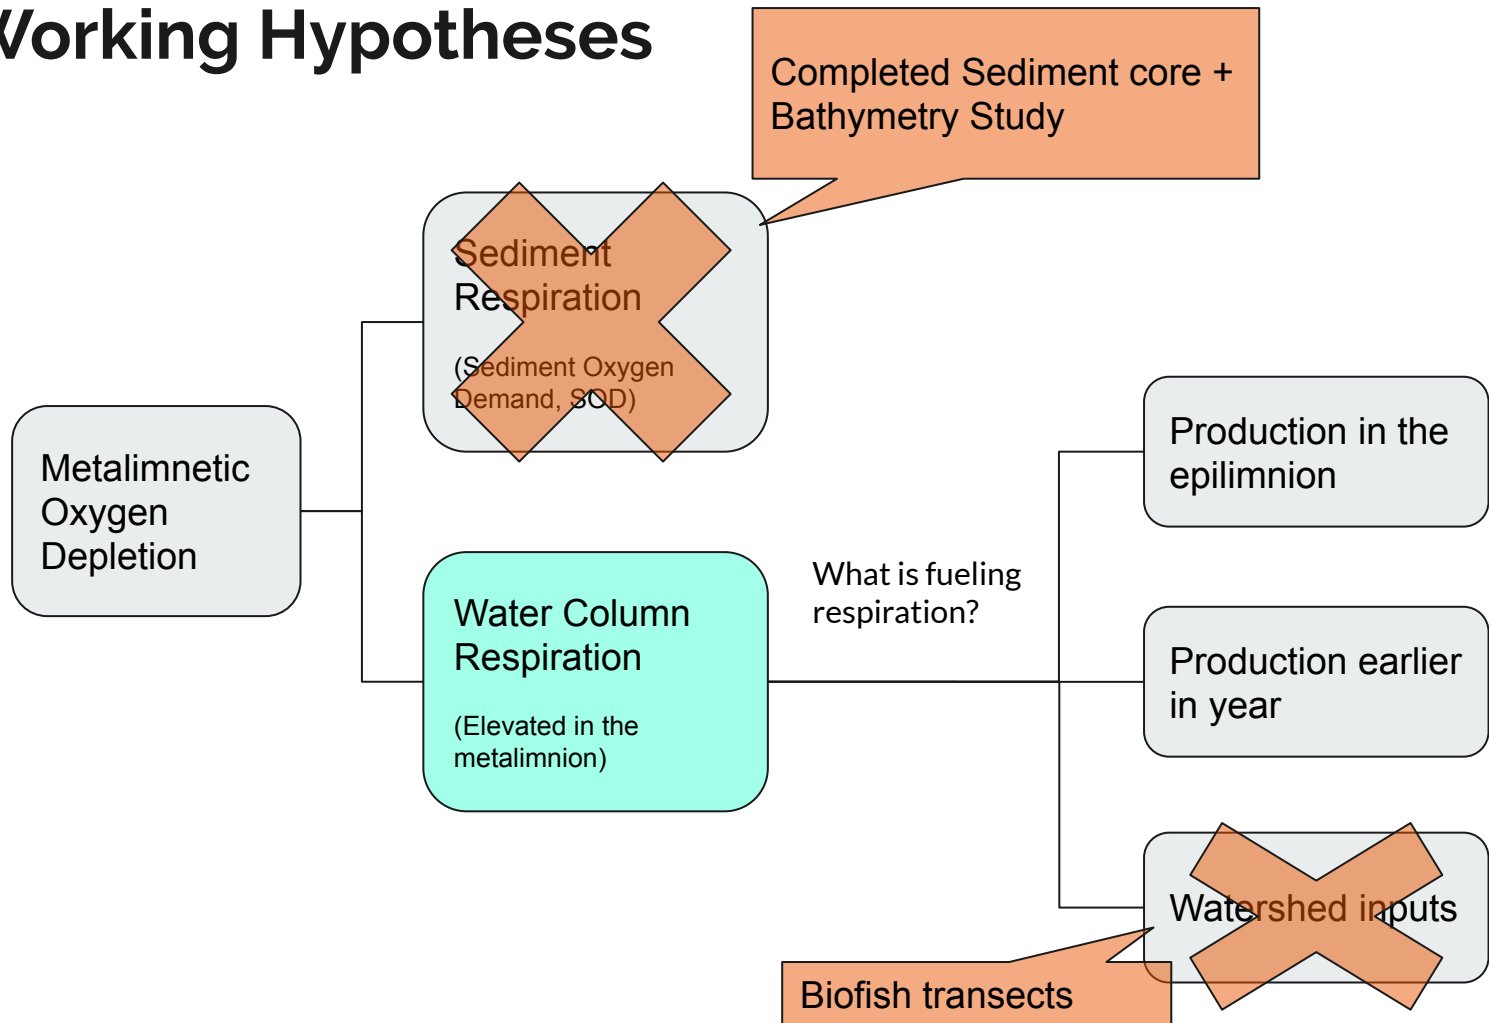 Working Hypotheses
Completed Sediment core +
Bathymetry Study
Sediment
Respiration
(Sediment Oxygen
Demand, SOD)
Metalimnetic
Oxygen
Depletion
Water Column
Respiration
(Elevated in the
metalimnion)
What is fueling
respiration?
Production in the
epilimnion
Production earlier
in year
Watershed inputs
Biofish transects